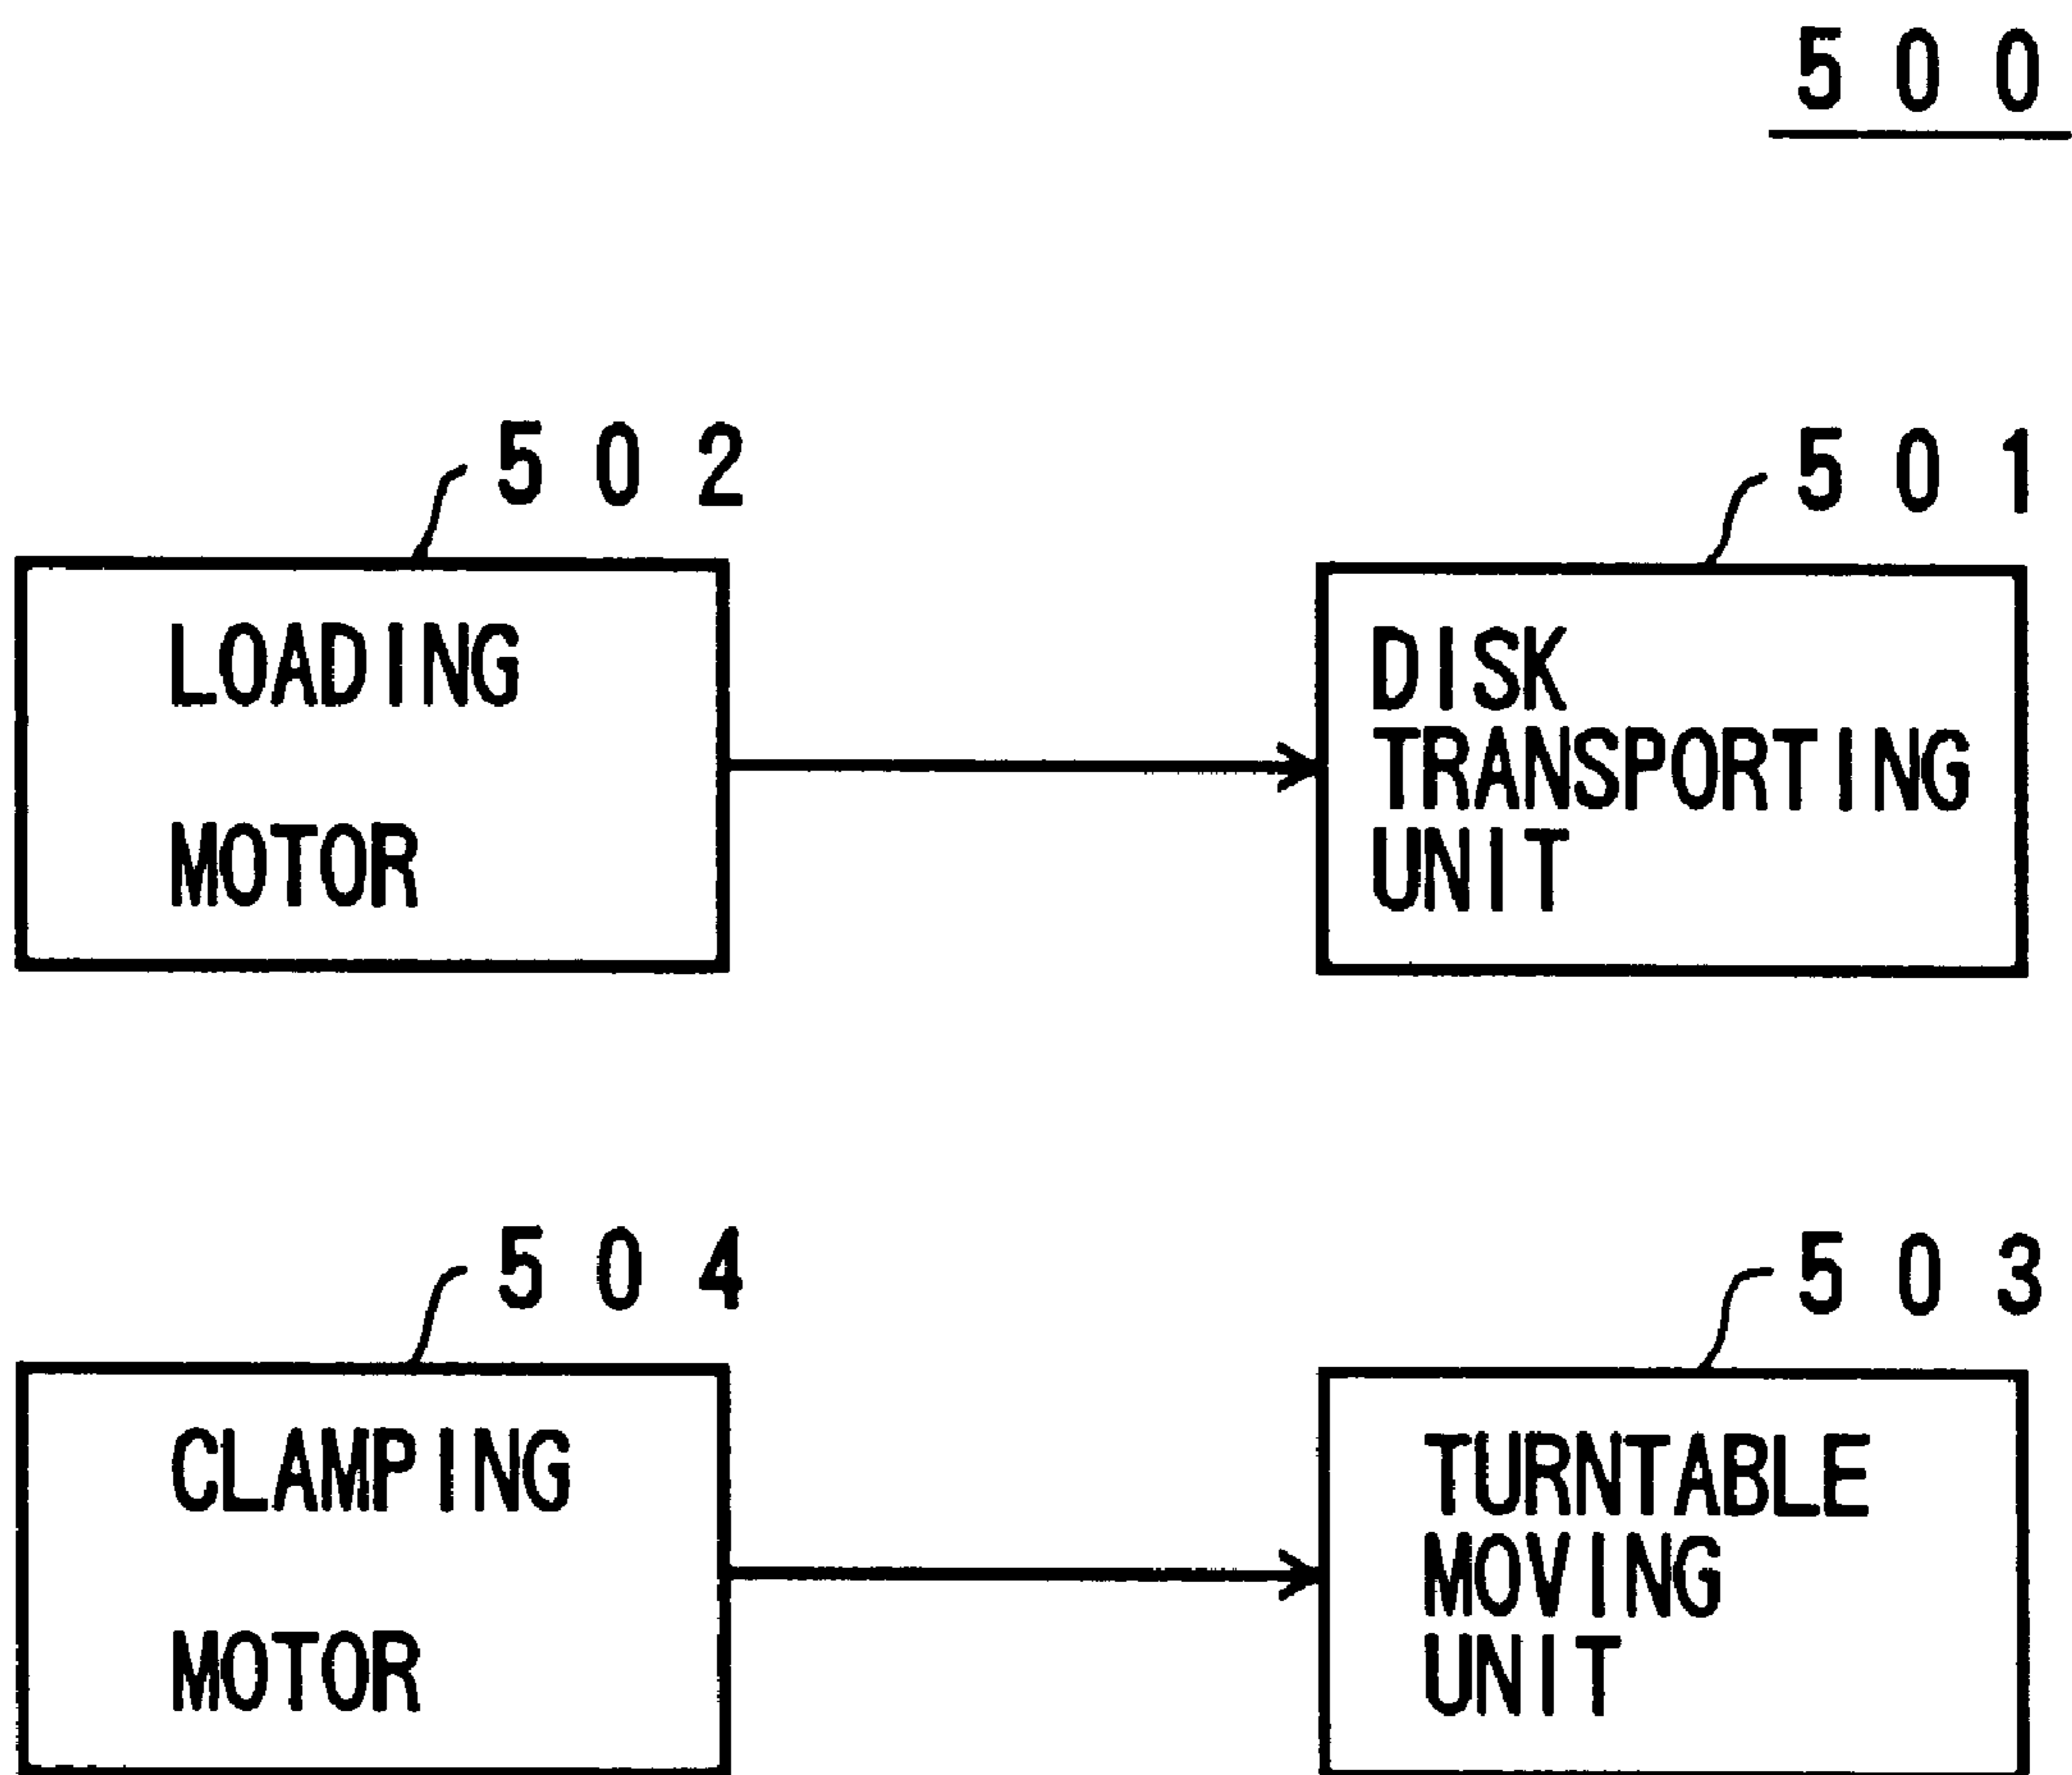 500
502
LOADING
MOTOR
501
DISK
TRANSPORTING
UNIT
504
CLAMPING
MOTOR
503
TURNTABLE
MOVING
UNIT